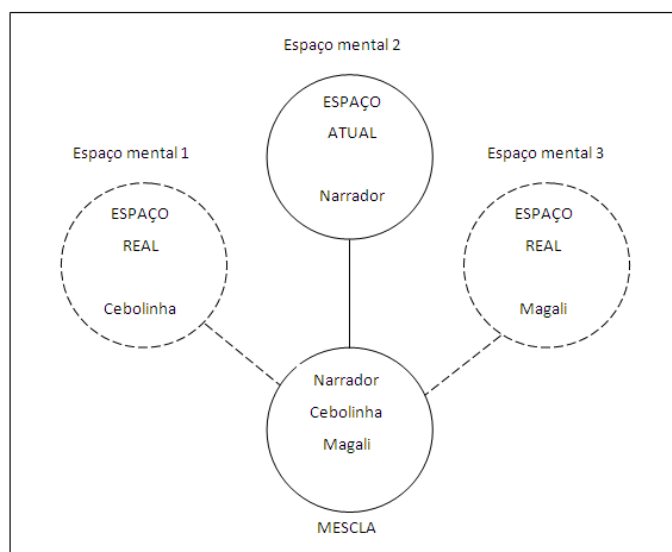 Espaço mental 2
ESPAÇO
ATUAL
Narrador
Espaço mental 1
ESPAÇO
REAL
Cebolinha
Espaço mental 3
ESPAÇO
REAL
Magali
Narrador
Cebolinha
Magali
MESCLA